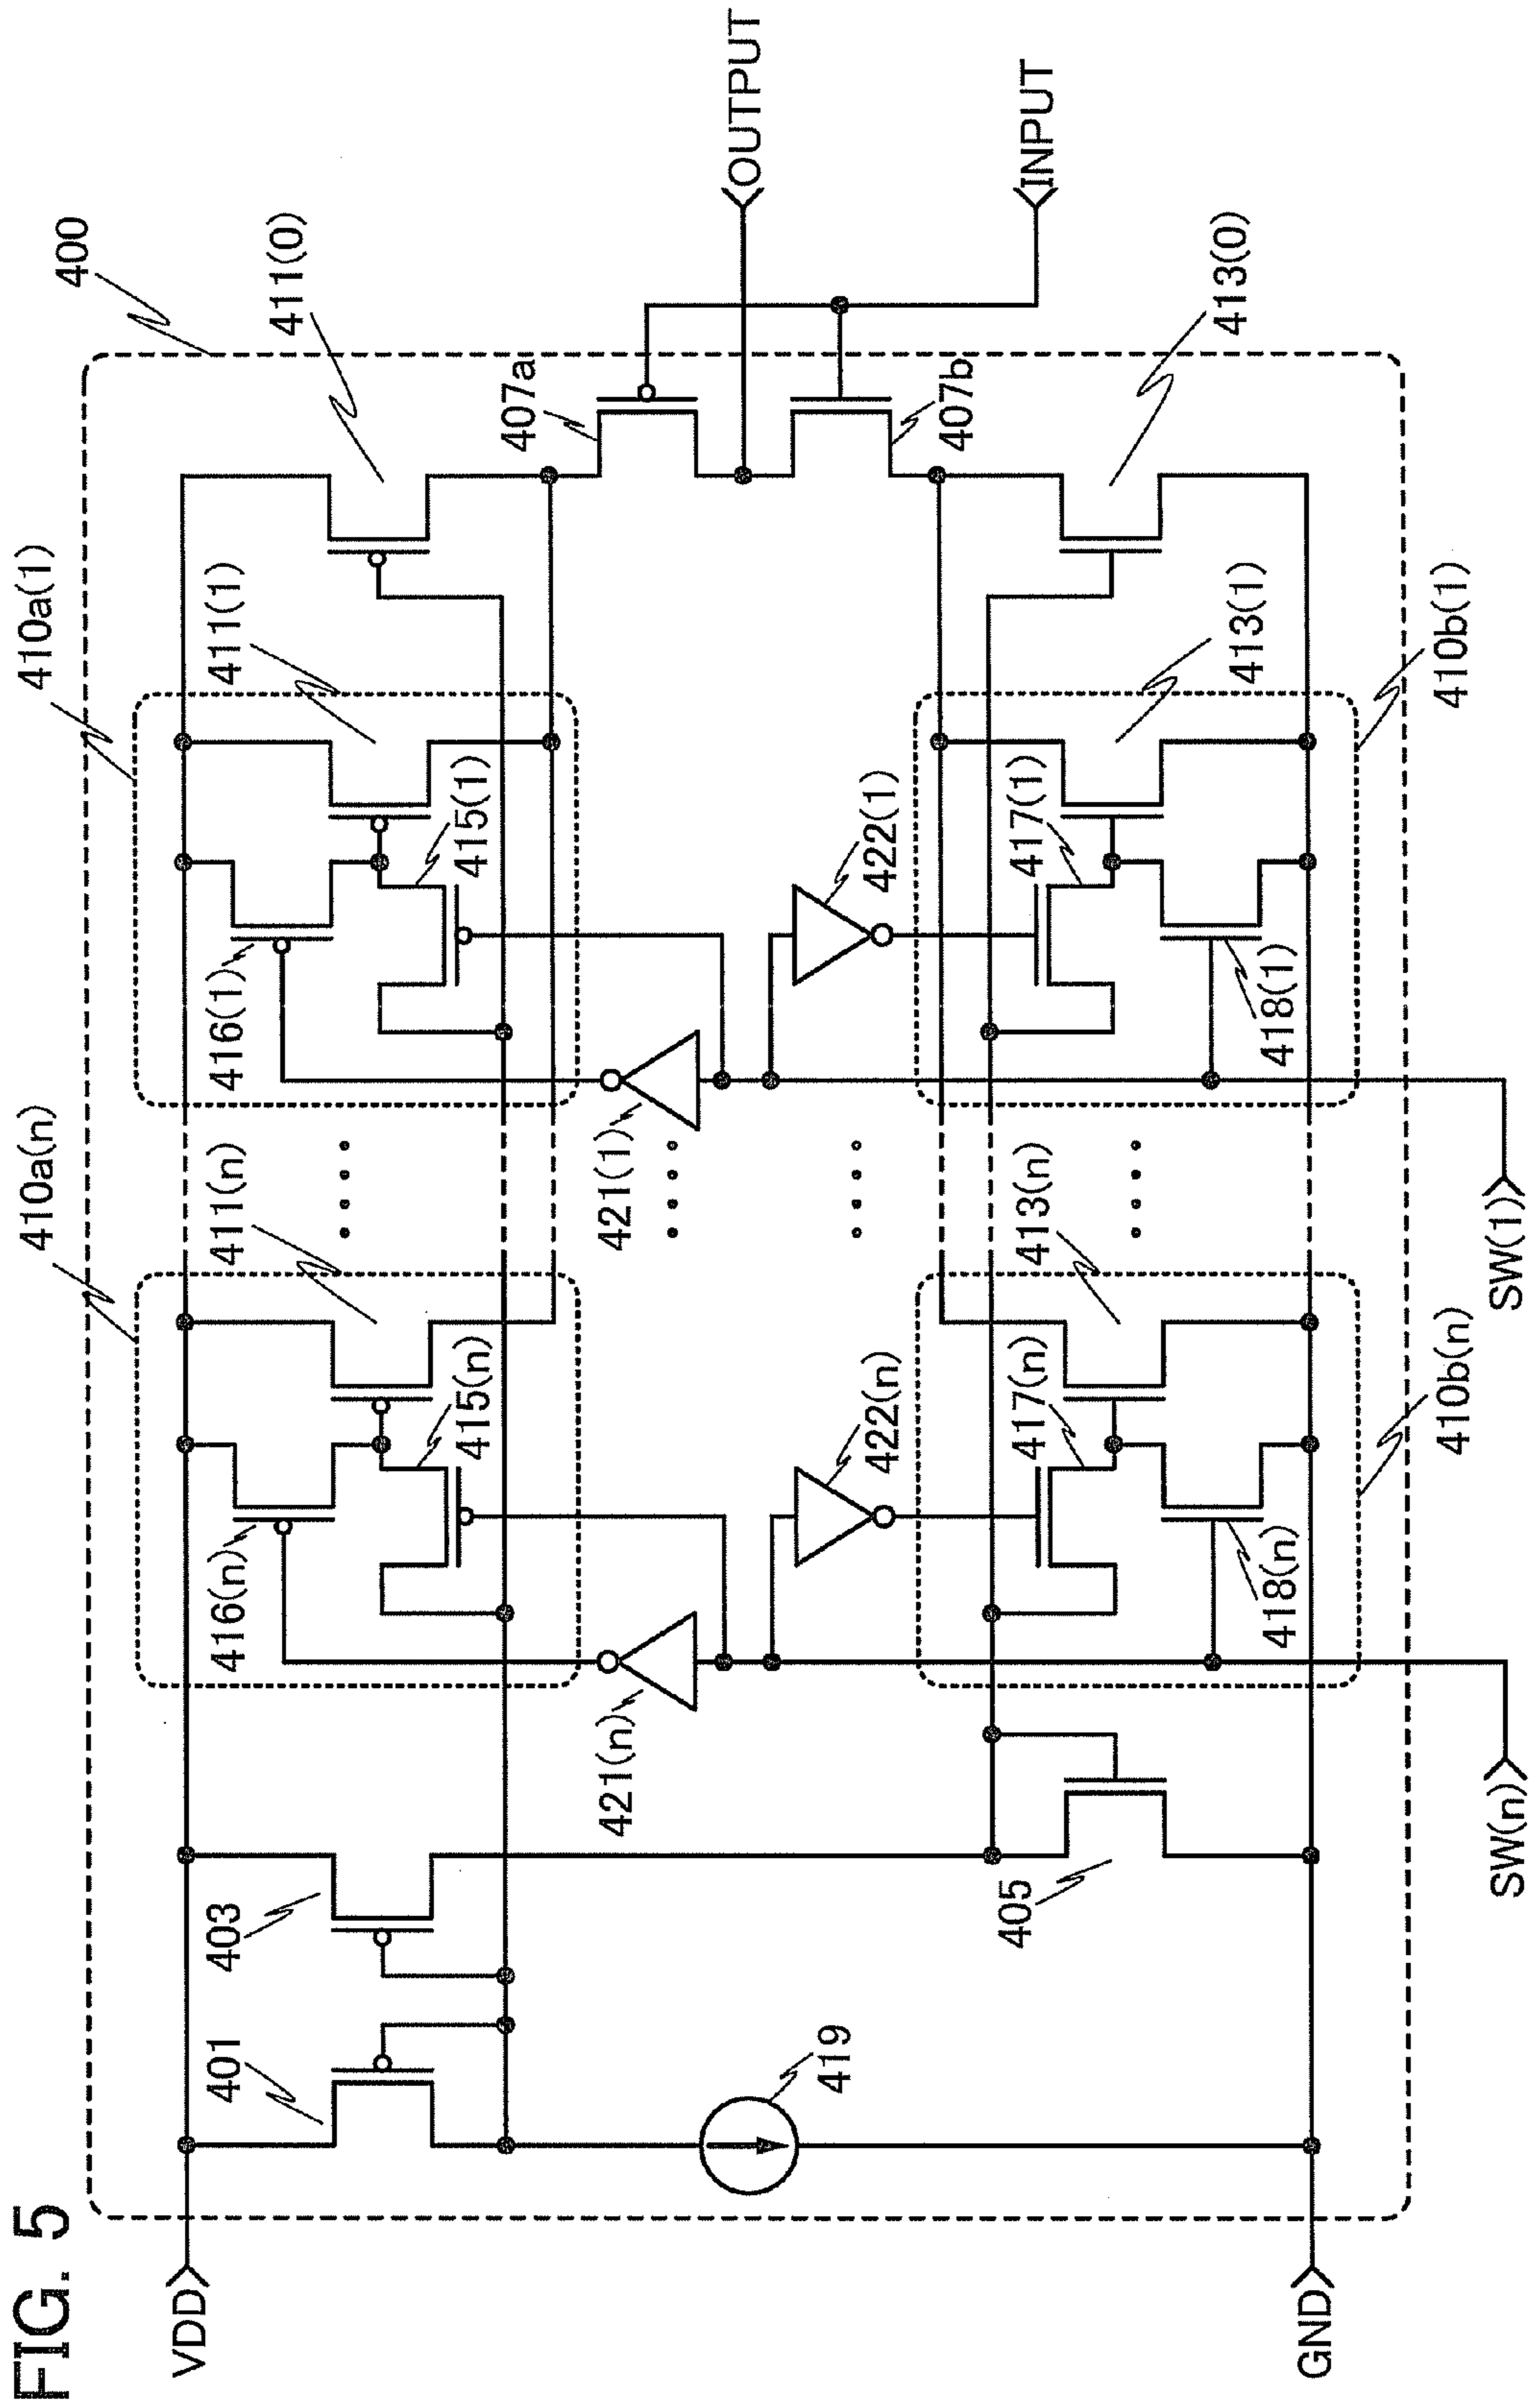 FIG. 5
400
410a(n)
410a(1)
VDD
401
403
416(n)
411(n)
415(n)
416(1)
411(1)
415(1)
411(0)
407a
OUTPUT
421(n)
422(n)
421(1)
422(1)
419
407b
INPUT
405
417(n)
413(n)
418(n)
417(1)
413(1)
418(1)
413(0)
GND
410b(n)
410b(1)
SW(n)
SW(1)